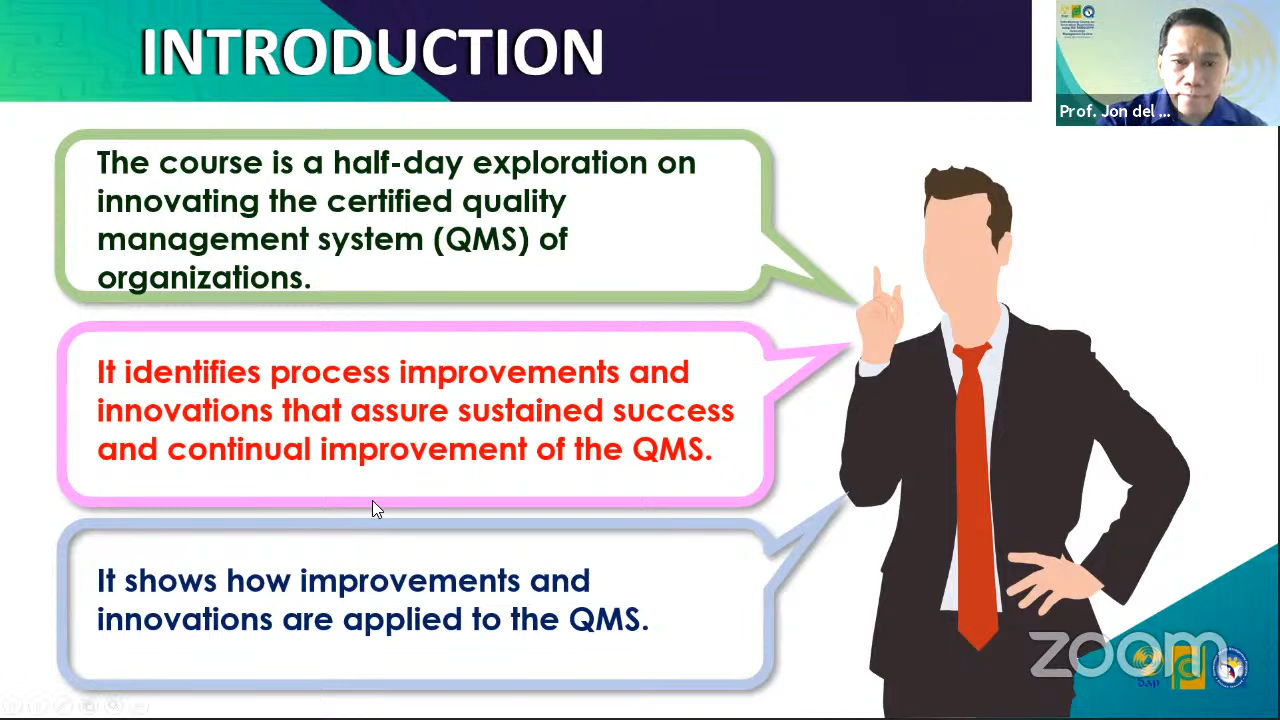 INTRODUCTION
Prof. Jon del ...
The course is a half-day exploration on
innovating the certified quality
management system (QMS) of
organizations.
It identifies process improvements and
innovations that assure sustained success
and continual improvement of the QMS.
It shows how improvements and
innovations are applied to the QMS.
zoom
dap